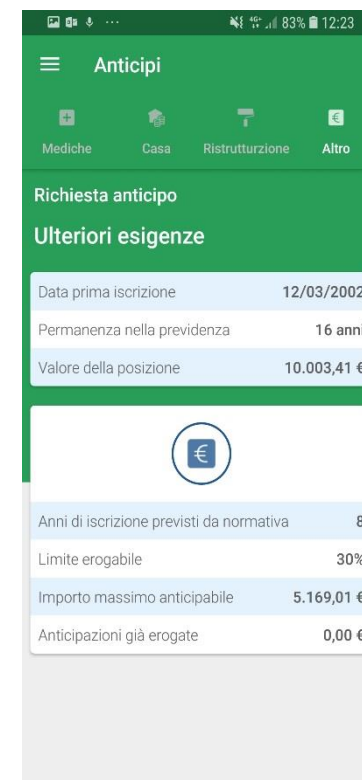 83% 12:23
Anticipi
Mediche Casa Ristrutturzione Altro
Richiesta anticipo
Ulteriori esigenze
Data prima iscrizione 12/03/2002
Permanenza nella previdenza 16 anni
Valore della posizione 10.003,41 €
€
Anni di iscrizione previsti da normativa 8
Limite erogabile 30%
Importo massimo anticipabile 5.169,01 €
Anticipazioni già erogate 0,00 €